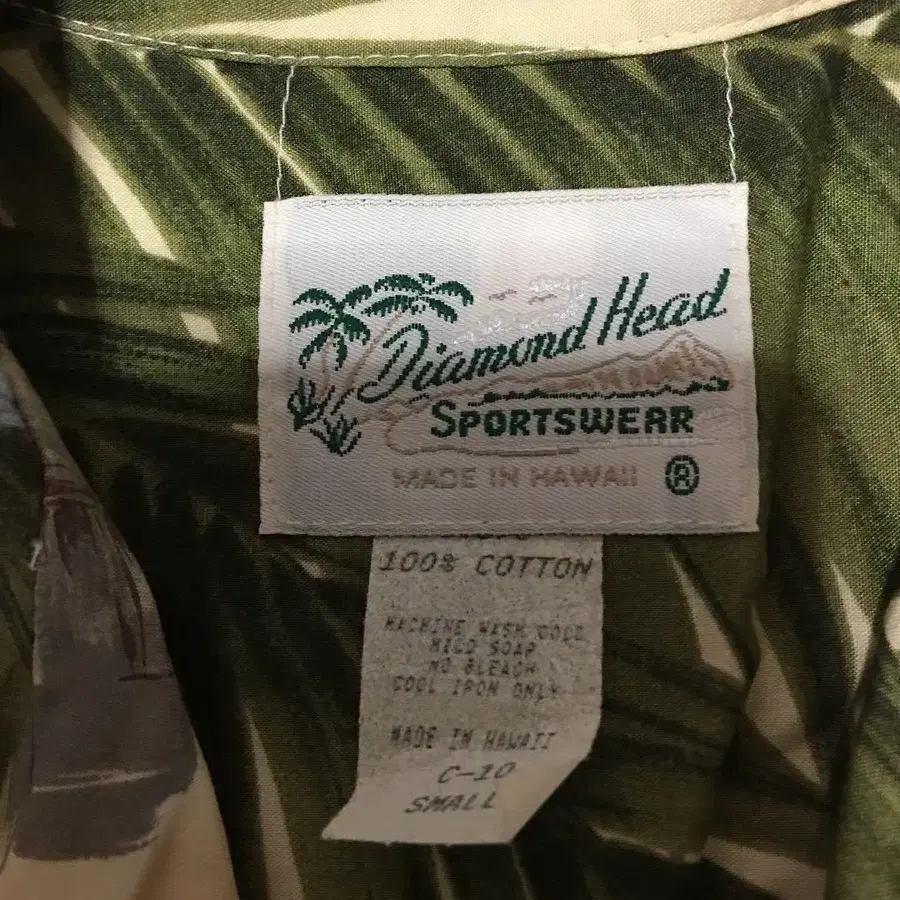 Diamond Head
SPORTSWEAR
MADE IN HAWAII ®
100% COTTON
MACHINE WASH COLD
MILD SOAP
NO BLEACH
COOL IRON ONLY
MADE IN HAWAII
C-10
SMALL